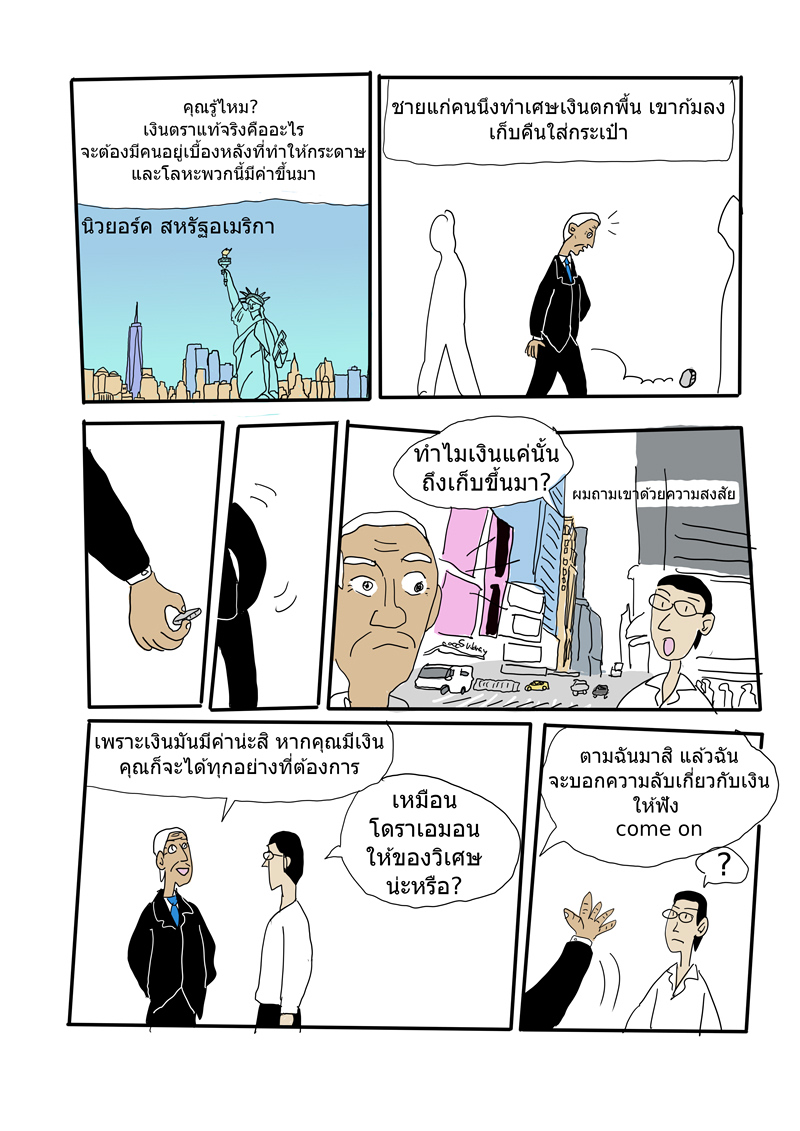 คุณรู้ไหม?
เงินตราแท้จริงคืออะไร
จะต้องมีคนอยู่เบื้องหลังที่ทำให้กระดาษ
และโลหะพวกนี้มีค่าขึ้นมา
นิวยอร์ค สหรัฐอเมริกา
ชายแก่คนนึงทำเศษเงินตกพื้น เขาก้มลง
เก็บคืนใส่กระเป๋า
ทำไมเงินแค่นั้น
ถึงเก็บขึ้นมา?
ผมถามเขาด้วยความสงสัย
Subway
เพราะเงินมันมีค่าน่ะสิ หากคุณมีเงิน
คุณก็จะได้ทุกอย่างที่ต้องการ
เหมือน
โดราเอมอน
ให้ของวิเศษ
น่ะหรือ?
ตามฉันมาสิ แล้วฉัน
จะบอกความลับเกี่ยวกับเงิน
ให้ฟัง
come on
?